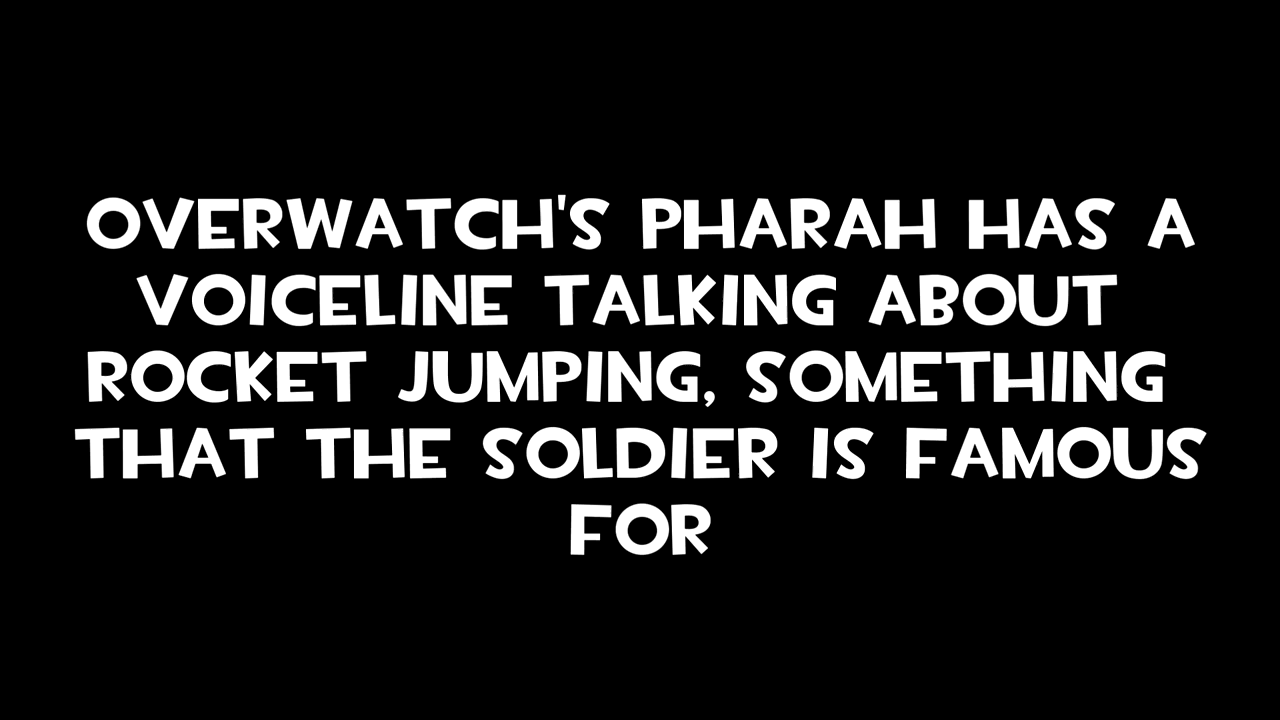 OVERWATCH'S PHARAH HAS A
VOICELINE TALKING ABOUT
ROCKET JUMPING, SOMETHING
THAT THE SOLDIER IS FAMOUS
FOR